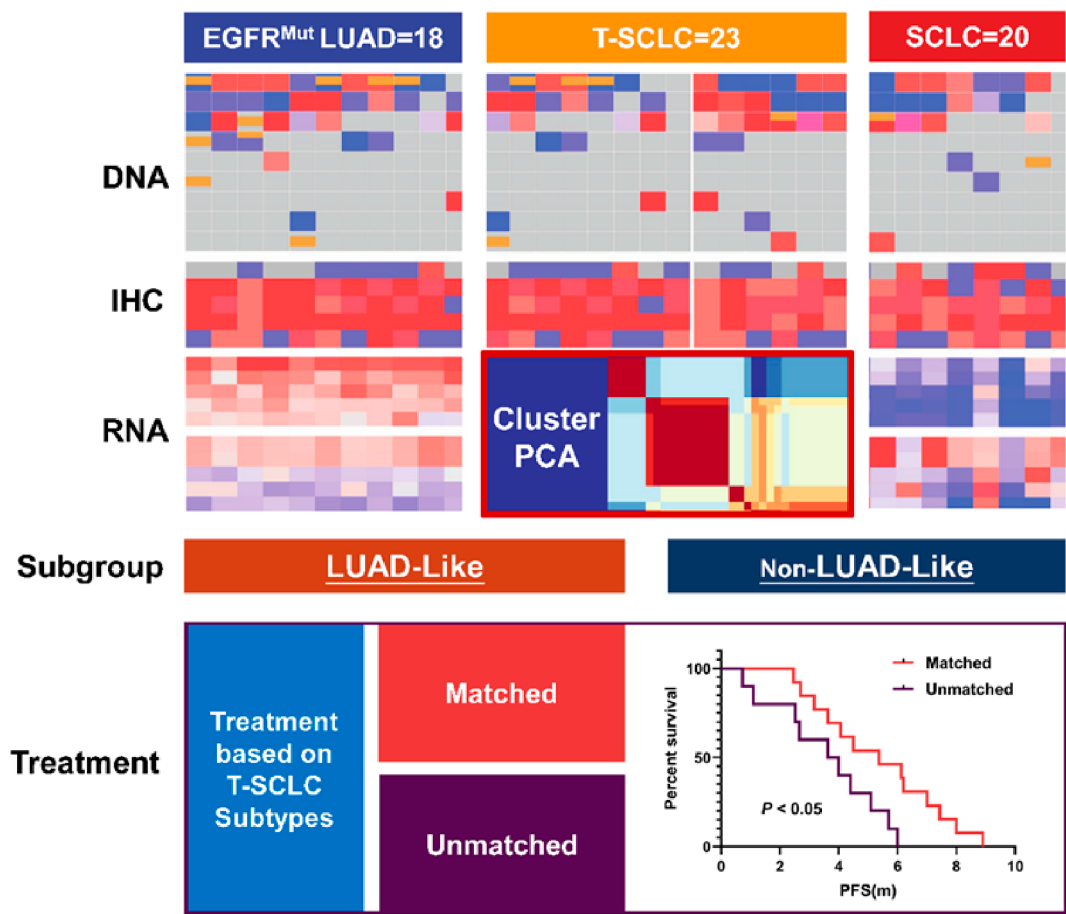 EGFRMut LUAD=18
T-SCLC=23
SCLC=20
DNA
IHC
RNA
Cluster
PCA
Subgroup
LUAD-Like
Non-LUAD-Like
Treatment
Treatment
based on
T-SCLC
Subtypes
Matched
Unmatched
Percent survival
100
50
0
Matched
Unmatched
P < 0.05
0 2 4 6 8 10
PFS(m)